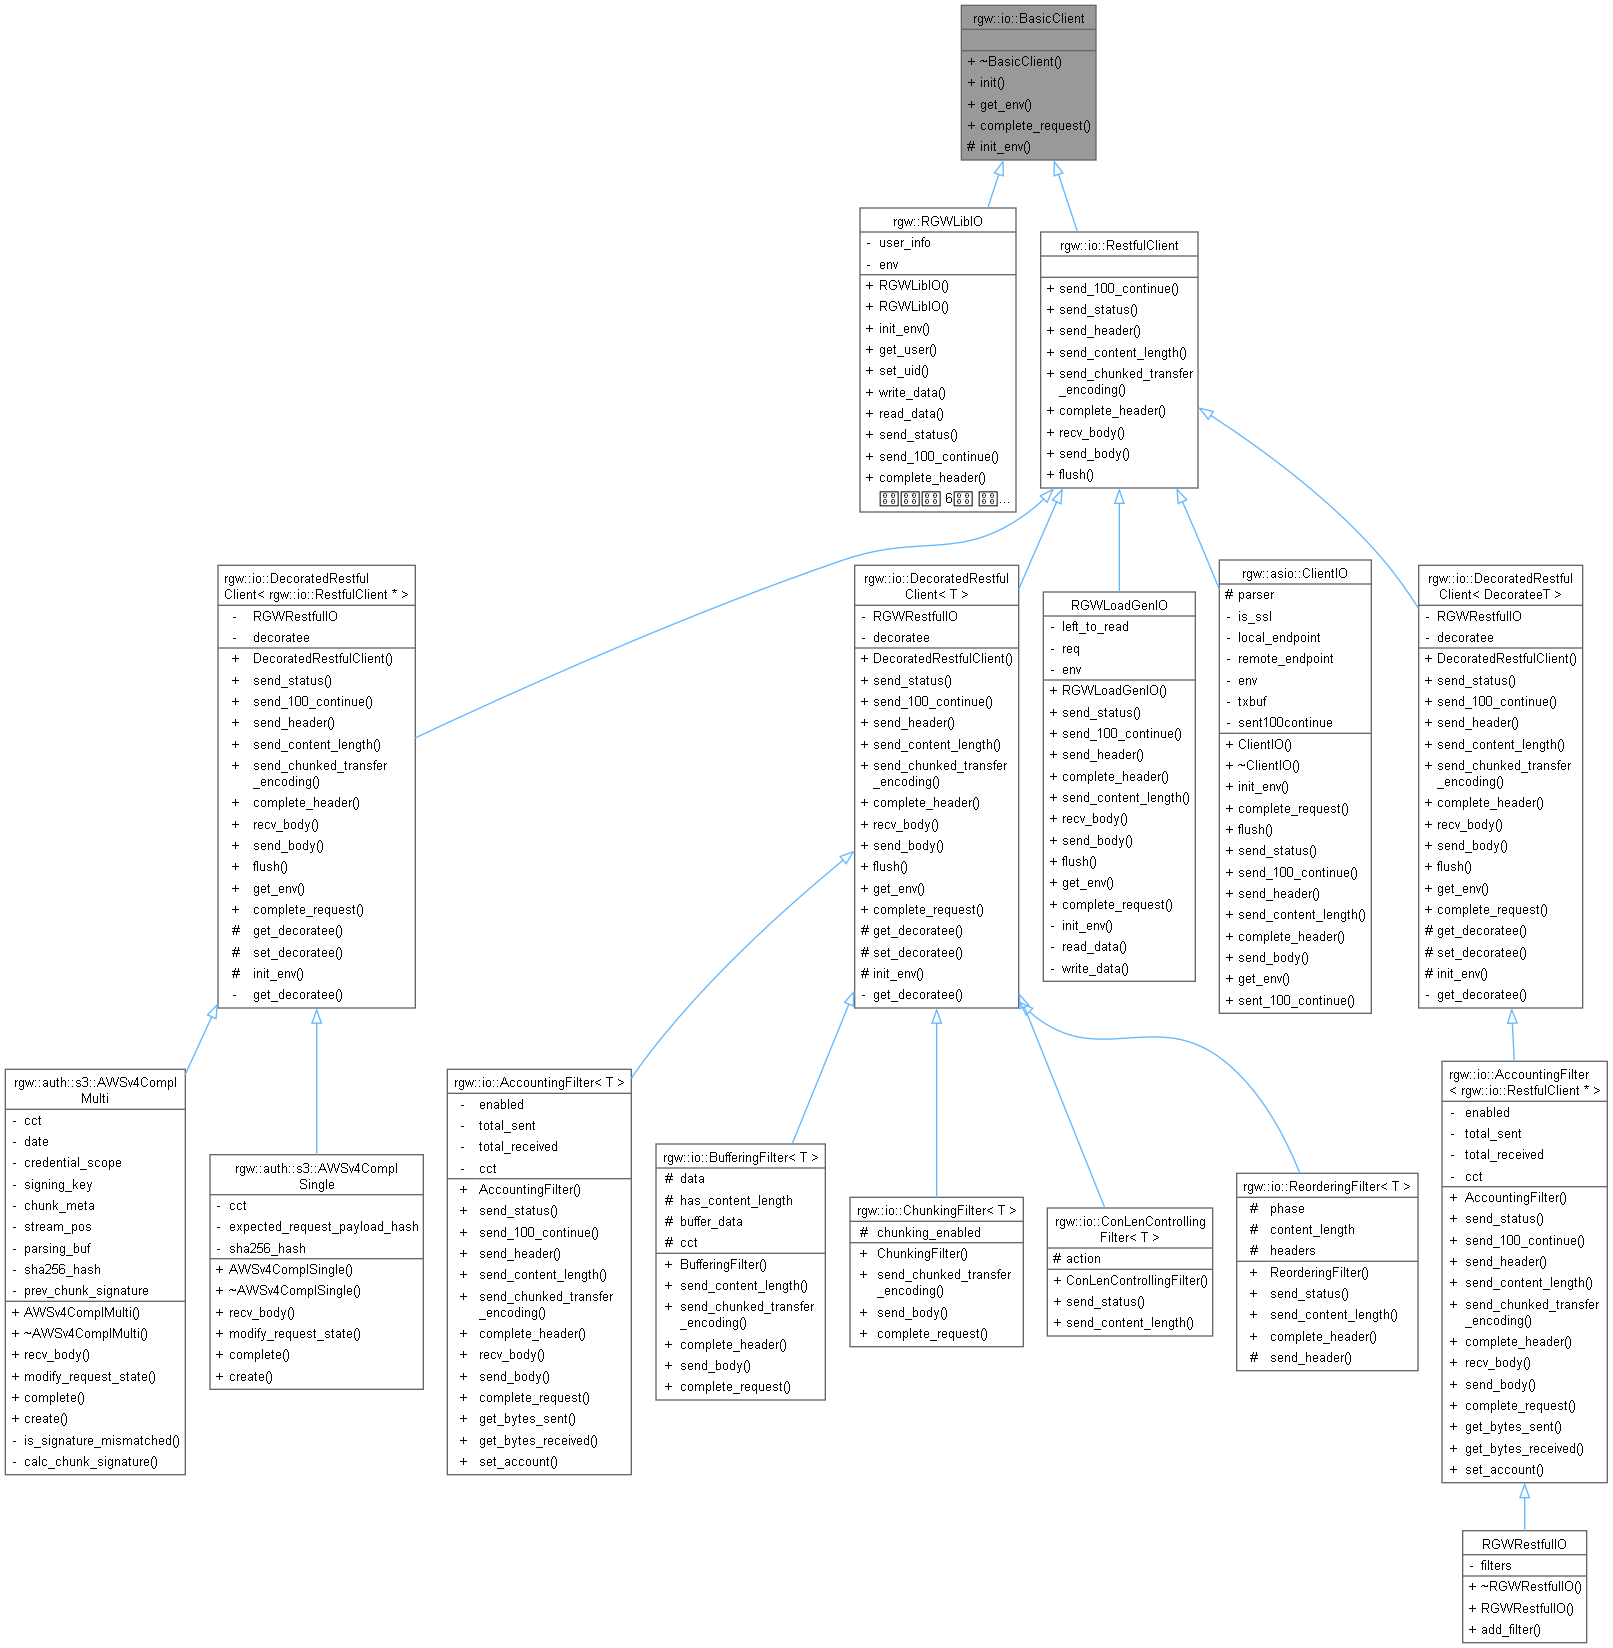 rgw::io::BasicClient
+ ~BasicClient()
+ init()
+ get_env()
+ complete_request()
# init_env()
rgw::RGWLibIO
- user_info
- env
+ RGWLibIO()
+ RGWLibIO()
+ init_env()
+ get_user()
+ set_uid()
+ write_data()
+ read_data()
+ send_status()
+ send_100_continue()
+ complete_header()
6 ...
rgw::io::RestfulClient
+ send_100_continue()
+ send_status()
+ send_header()
+ send_content_length()
+ send_chunked_transfer
_encoding()
+ complete_header()
+ recv_body()
+ send_body()
+ flush()
rgw::io::DecoratedRestful
Client< rgw::io::RestfulClient * >
- RGWRestfulIO
- decoratee
+ DecoratedRestfulClient()
+ send_status()
+ send_100_continue()
+ send_header()
+ send_content_length()
+ send_chunked_transfer
_encoding()
+ complete_header()
+ recv_body()
+ send_body()
+ flush()
+ get_env()
+ complete_request()
# get_decoratee()
# set_decoratee()
# init_env()
- get_decoratee()
rgw::io::DecoratedRestful
Client< T >
- RGWRestfulIO
- decoratee
+ DecoratedRestfulClient()
+ send_status()
+ send_100_continue()
+ send_header()
+ send_content_length()
+ send_chunked_transfer
_encoding()
+ complete_header()
+ recv_body()
+ send_body()
+ flush()
+ get_env()
+ complete_request()
# get_decoratee()
# set_decoratee()
# init_env()
- get_decoratee()
RGWLoadGenIO
- left_to_read
- req
- env
+ RGWLoadGenIO()
+ send_status()
+ send_100_continue()
+ send_header()
+ complete_header()
+ send_content_length()
+ recv_body()
+ send_body()
+ flush()
+ get_env()
+ complete_request()
- init_env()
- read_data()
- write_data()
rgw::asio::ClientIO
# parser
- is_ssl
- local_endpoint
- remote_endpoint
- env
- txbuf
- sent100continue
+ ClientIO()
+ ~ClientIO()
+ init_env()
+ complete_request()
+ flush()
+ send_status()
+ send_100_continue()
+ send_header()
+ send_content_length()
+ complete_header()
+ send_body()
+ get_env()
+ sent_100_continue()
rgw::io::DecoratedRestful
Client< DecorateeT >
- RGWRestfulIO
- decoratee
+ DecoratedRestfulClient()
+ send_status()
+ send_100_continue()
+ send_header()
+ send_content_length()
+ send_chunked_transfer
_encoding()
+ complete_header()
+ recv_body()
+ send_body()
+ flush()
+ get_env()
+ complete_request()
# get_decoratee()
# set_decoratee()
# init_env()
- get_decoratee()
rgw::auth::s3::AWSv4Compl
Multi
- cct
- date
- credential_scope
- signing_key
- chunk_meta
- stream_pos
- parsing_buf
- sha256_hash
- prev_chunk_signature
+ AWSv4ComplMulti()
+ ~AWSv4ComplMulti()
+ recv_body()
+ modify_request_state()
+ complete()
+ create()
- is_signature_mismatched()
- calc_chunk_signature()
rgw::auth::s3::AWSv4Compl
Single
- cct
- expected_request_payload_hash
- sha256_hash
+ AWSv4ComplSingle()
+ ~AWSv4ComplSingle()
+ recv_body()
+ modify_request_state()
+ complete()
+ create()
rgw::io::AccountingFilter< T >
- enabled
- total_sent
- total_received
- cct
+ AccountingFilter()
+ send_status()
+ send_100_continue()
+ send_header()
+ send_content_length()
+ send_chunked_transfer
_encoding()
+ complete_header()
+ recv_body()
+ send_body()
+ complete_request()
+ get_bytes_sent()
+ get_bytes_received()
+ set_account()
rgw::io::BufferingFilter< T >
# data
# has_content_length
# buffer_data
# cct
+ BufferingFilter()
+ send_content_length()
+ send_chunked_transfer
_encoding()
+ complete_header()
+ send_body()
+ complete_request()
rgw::io::ChunkingFilter< T >
# chunking_enabled
+ ChunkingFilter()
+ send_chunked_transfer
_encoding()
+ send_body()
+ complete_request()
rgw::io::ConLenControlling
Filter< T >
# action
+ ConLenControllingFilter()
+ send_status()
+ send_content_length()
rgw::io::ReorderingFilter< T >
# phase
# content_length
# headers
+ ReorderingFilter()
+ send_status()
+ send_content_length()
+ complete_header()
# send_header()
rgw::io::AccountingFilter
< rgw::io::RestfulClient * >
- enabled
- total_sent
- total_received
- cct
+ AccountingFilter()
+ send_status()
+ send_100_continue()
+ send_header()
+ send_content_length()
+ send_chunked_transfer
_encoding()
+ complete_header()
+ recv_body()
+ send_body()
+ complete_request()
+ get_bytes_sent()
+ get_bytes_received()
+ set_account()
RGWRestfulIO
- filters
+ ~RGWRestfulIO()
+ RGWRestfulIO()
+ add_filter()